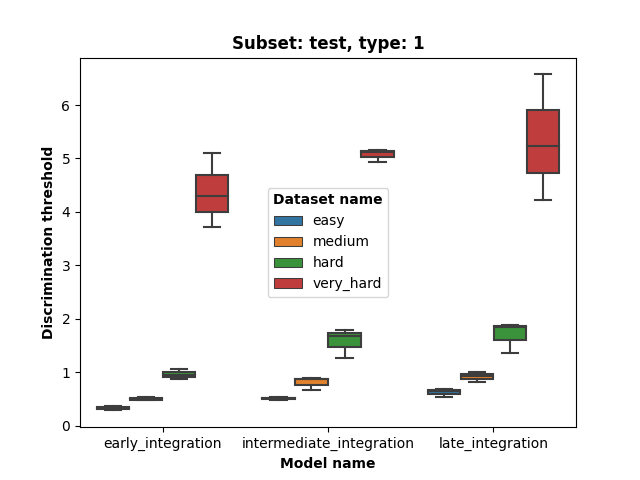 Subset: test, type: 1
Discrimination threshold
6
5
4
3
2
1
0
Dataset name
easy
medium
hard
very_hard
early_integration intermediate_integration late_integration
Model name